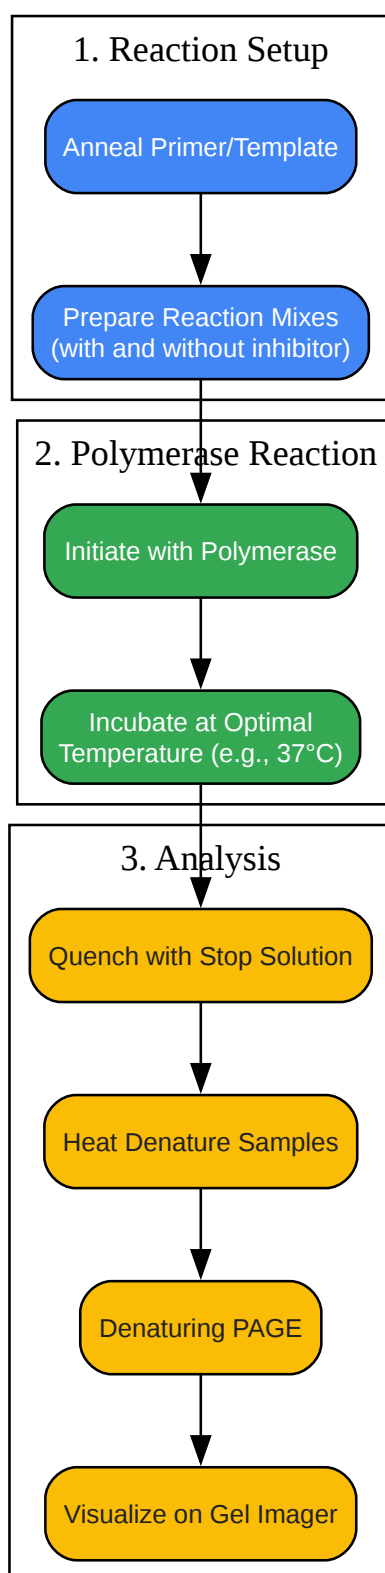 1. Reaction Setup
Anneal Primer/Template
Prepare Reaction Mixes
(with and without inhibitor)
2. Polymerase Reaction
Initiate with Polymerase
Incubate at Optimal
Temperature (e.g., 37°C)
3. Analysis
Quench with Stop Solution
Heat Denature Samples
Denaturing PAGE
Visualize on Gel Imager